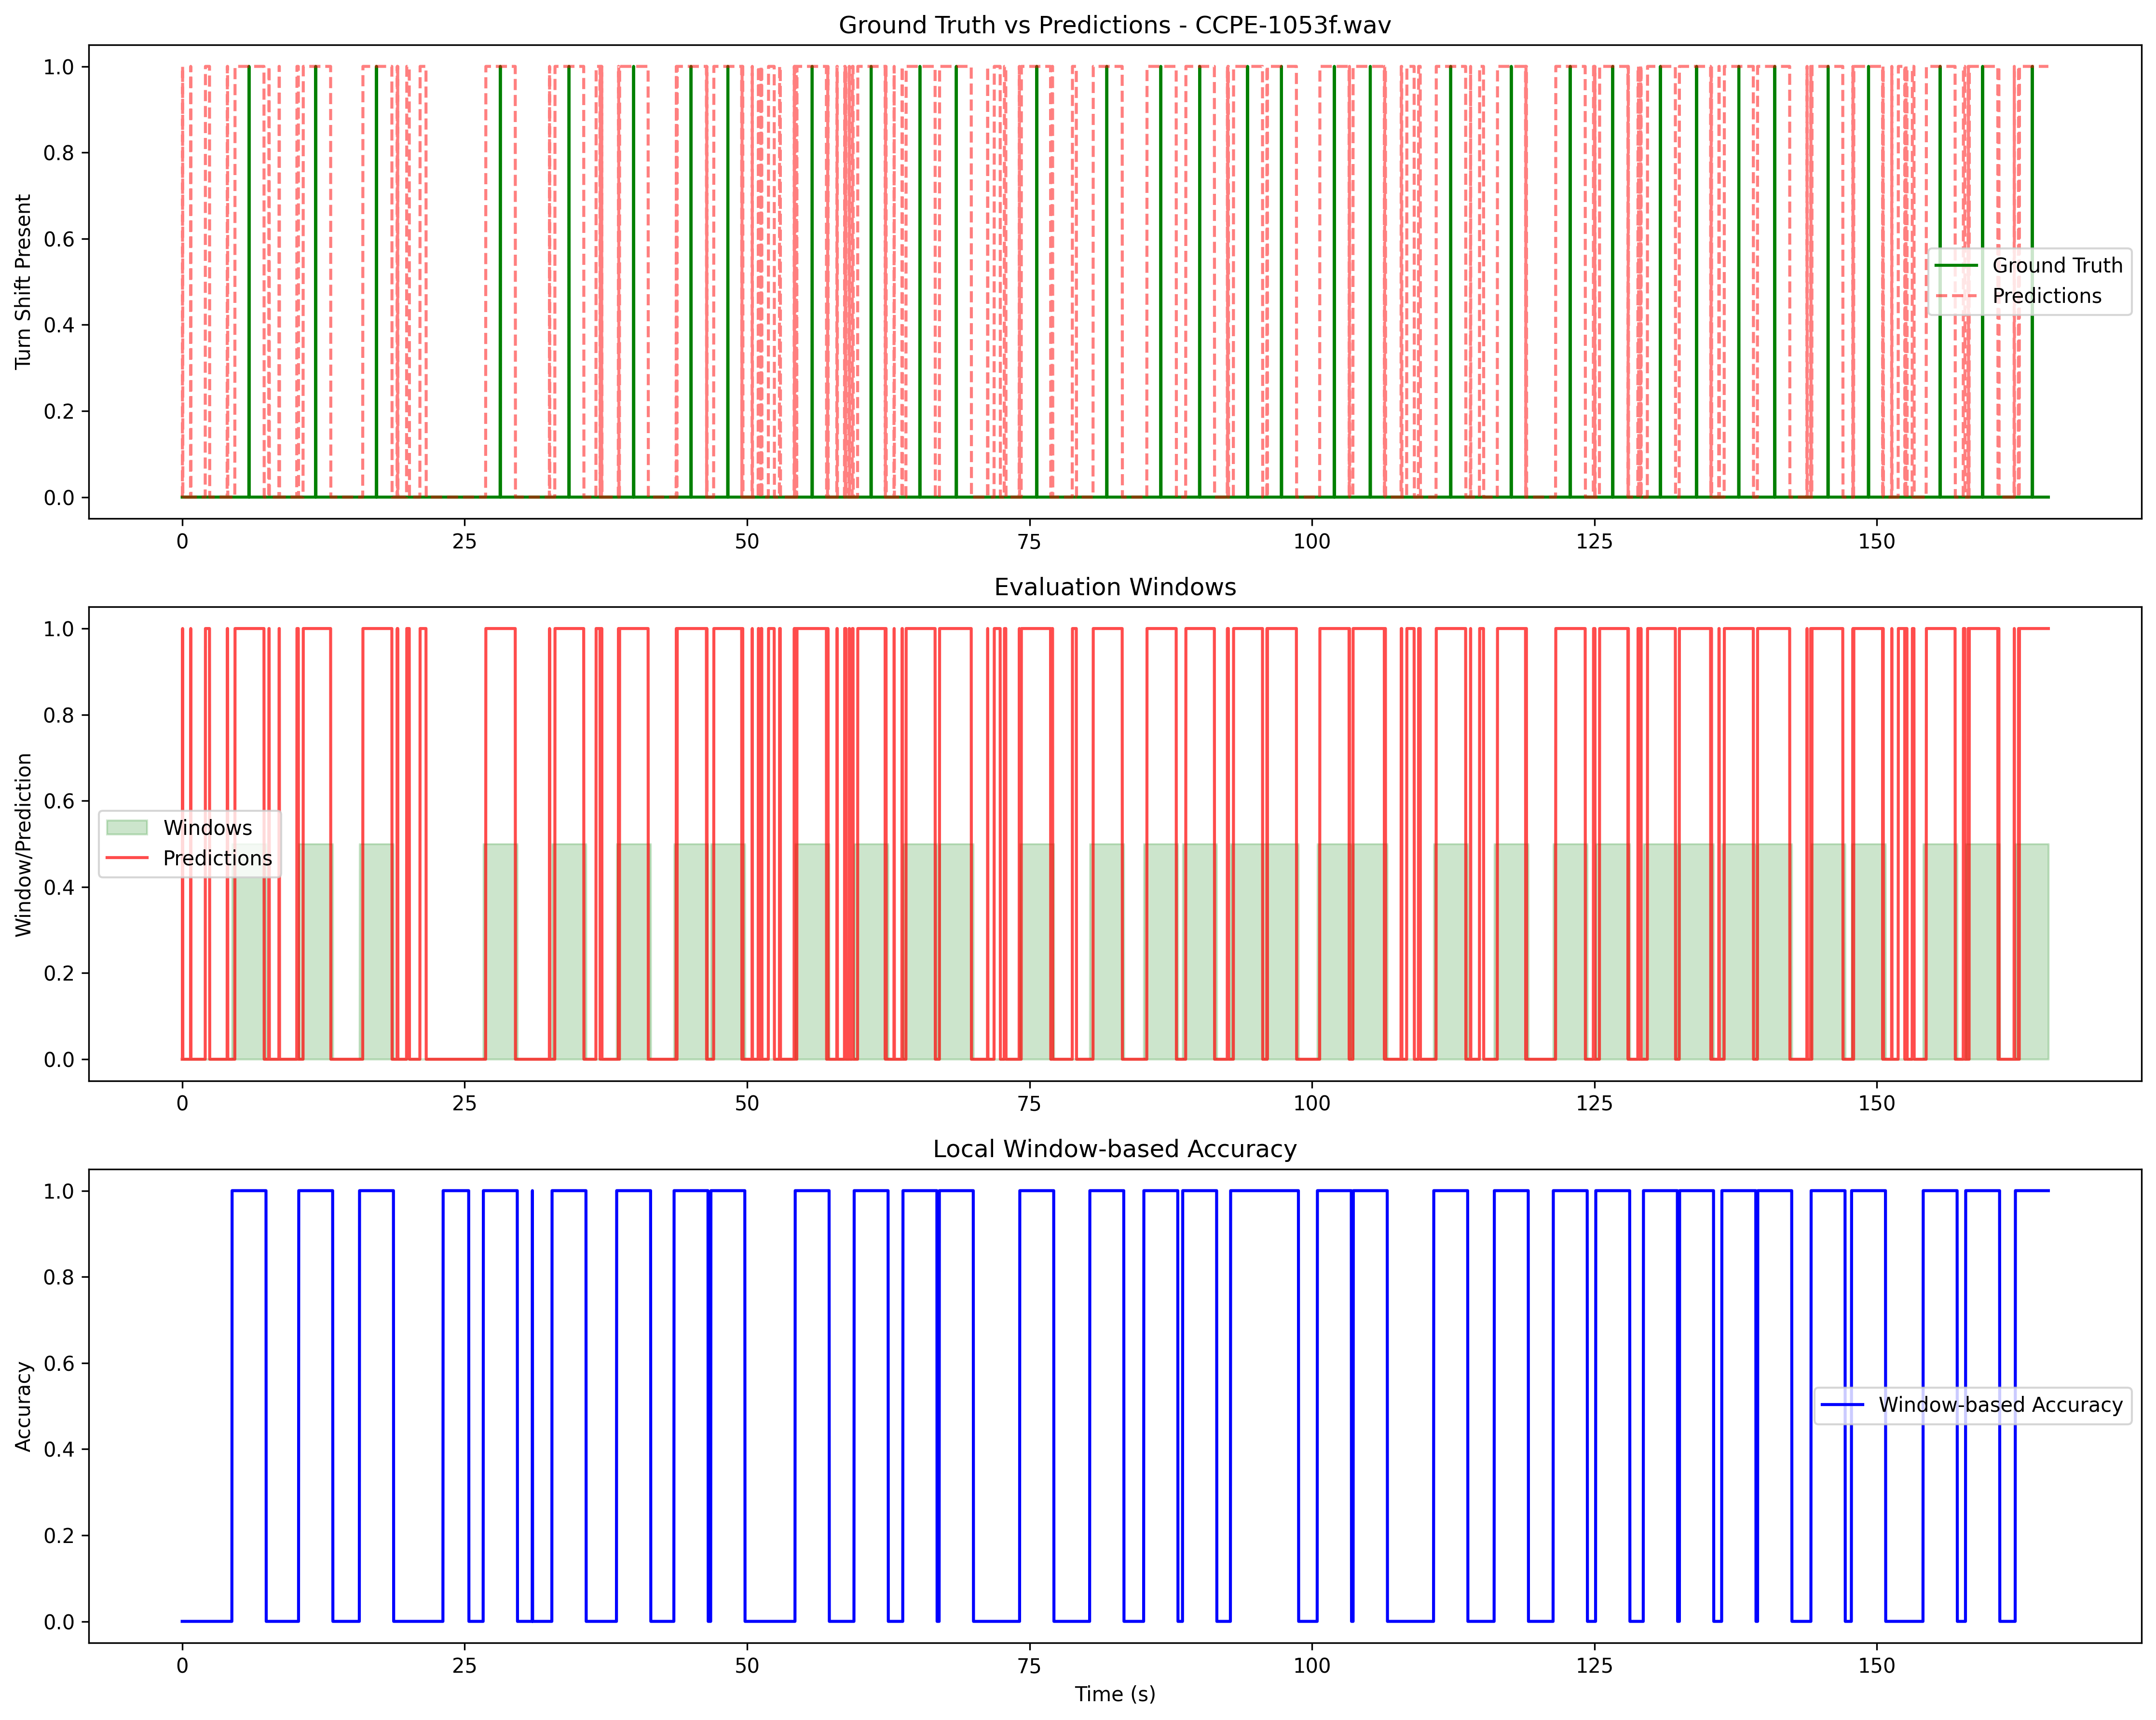 Ground Truth vs Predictions - CCPE-1053f.wav
1.0
0.8
0.6
0.4
0.2
0.0
Turn Shift Present
Ground Truth
Predictions
0 25 50 75 100 125 150
Evaluation Windows
1.0
0.8
0.6
0.4
0.2
0.0
Window/Prediction
Windows
Predictions
0 25 50 75 100 125 150
Local Window-based Accuracy
1.0
0.8
0.6
0.4
0.2
0.0
Accuracy
Window-based Accuracy
0 25 50 75 100 125 150
Time (s)